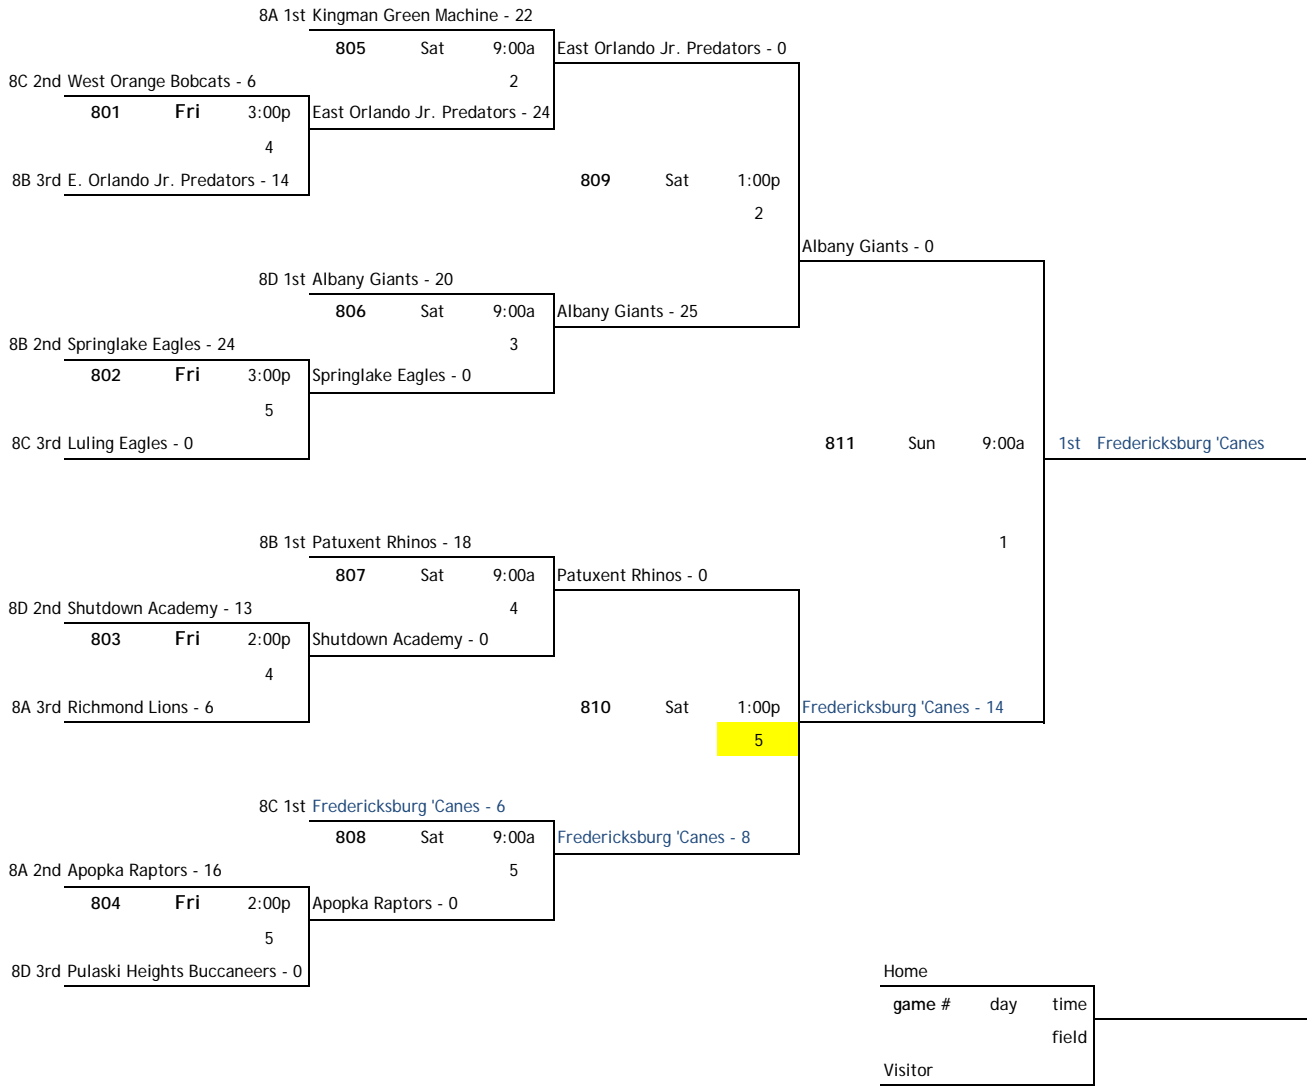 8A 1st Kingman Green Machine - 22
805 Sat 9:00a East Orlando Jr. Predators - 0
8C 2nd West Orange Bobcats - 6 2
801 Fri 3:00p East Orlando Jr. Predators - 24
4
8B 3rd E. Orlando Jr. Predators - 14 809 Sat 1:00p
2
Albany Giants - 0
8D 1st Albany Giants - 20
806 Sat 9:00a Albany Giants - 25
8B 2nd Springlake Eagles - 24 3
802 Fri 3:00p Springlake Eagles - 0
5
8C 3rd Luling Eagles - 0 811 Sun 9:00a 1st Fredericksburg 'Canes
8B 1st Patuxent Rhinos - 18 1
807 Sat 9:00a Patuxent Rhinos - 0
8D 2nd Shutdown Academy - 13 4
803 Fri 2:00p Shutdown Academy - 0
4
8A 3rd Richmond Lions - 6 810 Sat 1:00p Fredericksburg 'Canes - 14
5
8C 1st Fredericksburg 'Canes - 6
808 Sat 9:00a Fredericksburg 'Canes - 8
8A 2nd Apopka Raptors - 16 5
804 Fri 2:00p Apopka Raptors - 0
5
8D 3rd Pulaski Heights Buccaneers - 0 Home
game # day time
field
Visitor